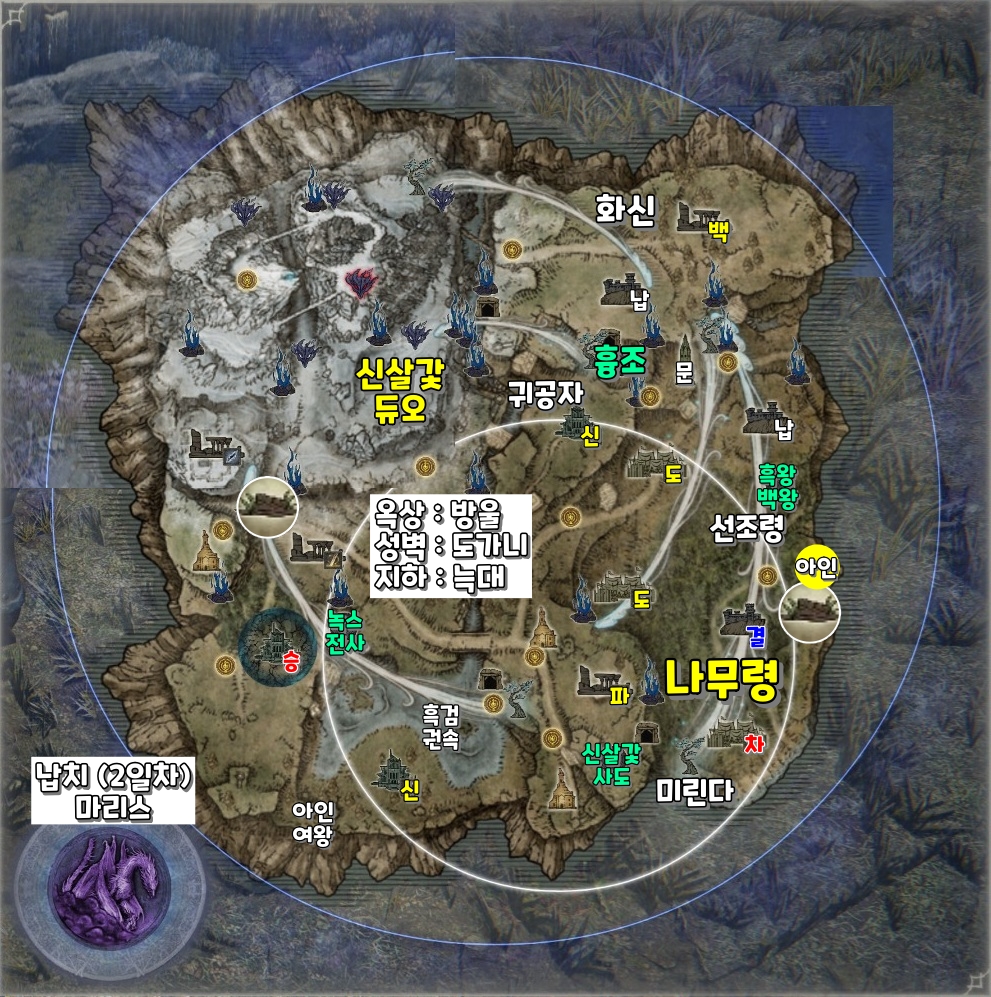 화신
백
납
흉조
문
신살갗
듀오
귀공자
신
납
도
흑왕
백왕
옥상 : 방울
성벽 : 도가니
지하 : 늑대
선조령
아인
도
녹스
전사
결
승
나무령
파
흑검
권속
차
신살갗
사도
신
미린다
납치 (2일차)
마리스
아인
여왕